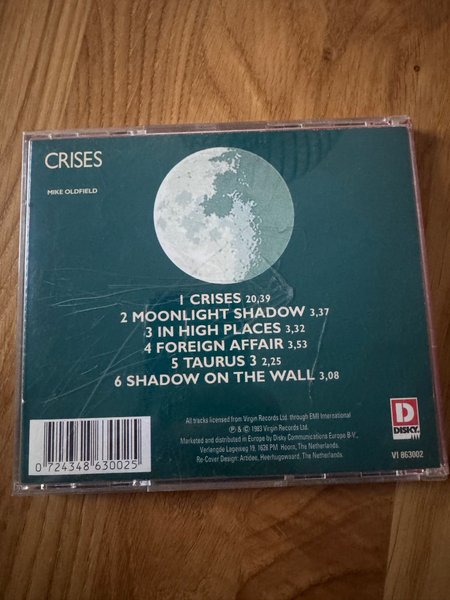 CRISES
MIKE OLDFIELD
1 CRISES 20,39
2 MOONLIGHT SHADOW 3,37
3 IN HIGH PLACES 3,32
4 FOREIGN AFFAIR 3,53
5 TAURUS 3 2,25
6 SHADOW ON THE WALL 3,08
All tracks licensed from Virgin Records Ltd. through EMI International
℗ & © 1983 Virgin Records Ltd.
Marketed and distributed in Europe by Disky Communications Europe B.V.,
Verlengde Lageweg 19, 1628 PM Hoorn, The Netherlands.
Re-Cover Design: Artidee, Heerhugowaard, The Netherlands.
0 724348 630025
D
DISKY
VI 863002